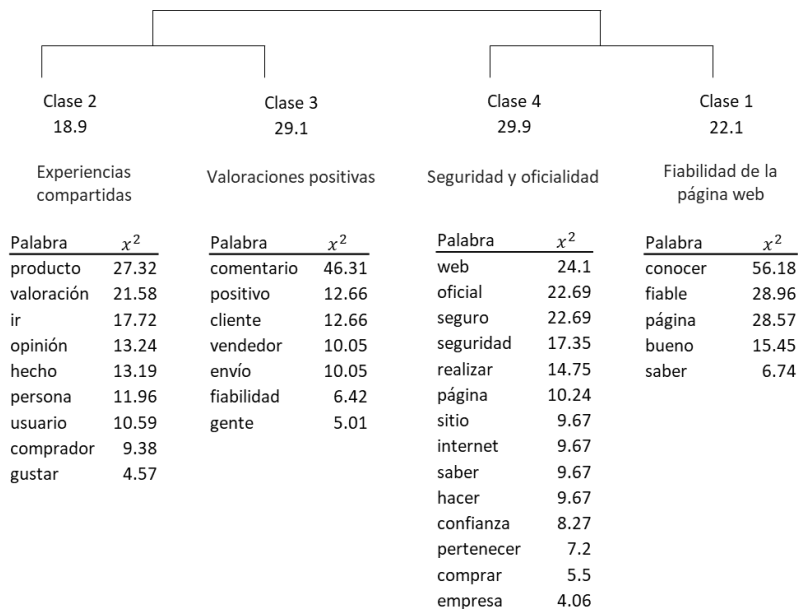 Clase 2
18.9
Experiencias
compartidas
Palabra x²
producto 27.32
valoración 21.58
ir 17.72
opinión 13.24
hecho 13.19
persona 11.96
usuario 10.59
comprador 9.38
gustar 4.57
Clase 3
29.1
Valoraciones positivas
Palabra x²
comentario 46.31
positivo 12.66
cliente 12.66
vendedor 10.05
envío 10.05
fiabilidad 6.42
gente 5.01
Clase 4
29.9
Seguridad y oficialidad
Palabra x²
web 24.1
oficial 22.69
seguro 22.69
seguridad 17.35
realizar 14.75
página 10.24
sitio 9.67
internet 9.67
saber 9.67
hacer 9.67
confianza 8.27
pertenecer 7.2
comprar 5.5
empresa 4.06
Clase 1
22.1
Fiabilidad de la
página web
Palabra x²
conocer 56.18
fiable 28.96
página 28.57
bueno 15.45
saber 6.74